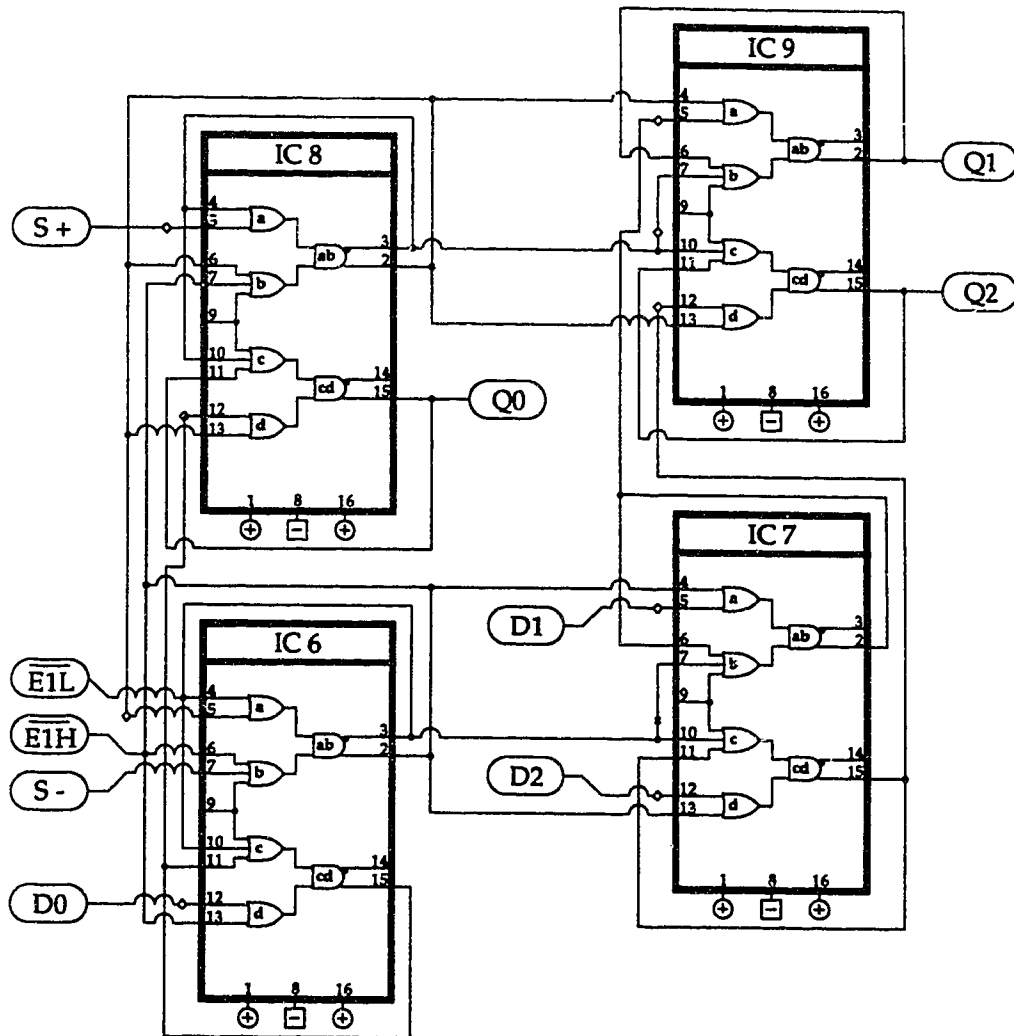 IC 9
4
5
a
ab
3
2
6
7
b
9
10
11
c
cd
14
15
12
13
d
1
8
16
+
−
+
Q1
Q2
IC 8
S +
4
5
a
ab
3
2
6
7
b
9
10
11
c
cd
14
15
12
13
d
1
8
16
+
−
+
Q0
IC 7
D1
4
5
a
ab
3
2
6
7
b
9
10
11
c
cd
14
15
D2
12
13
d
1
8
16
+
−
+
IC 6
E1L
4
5
a
ab
3
2
E1H
6
7
b
S -
9
10
11
c
cd
14
15
D0
12
13
d
1
8
16
+
−
+